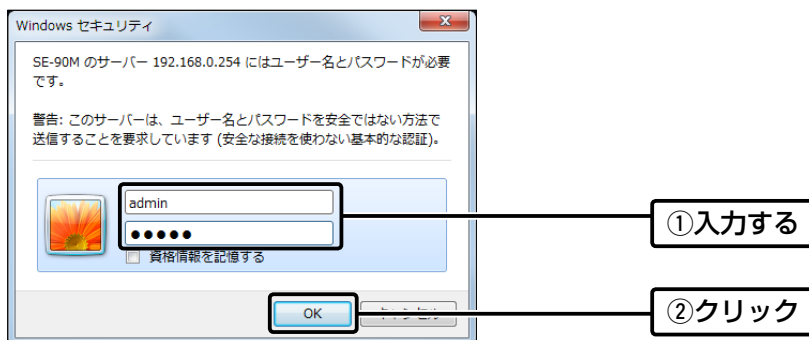 Windows セキュリティ
SE-90M のサーバー 192.168.0.254 にはユーザー名とパスワードが必要
です。
警告: このサーバーは、ユーザー名とパスワードを安全ではない方法で
送信することを要求しています (安全な接続を使わない基本的な認証)。
admin
●●●●●
資格情報を記憶する
①入力する
OK
キャンセル
②クリック